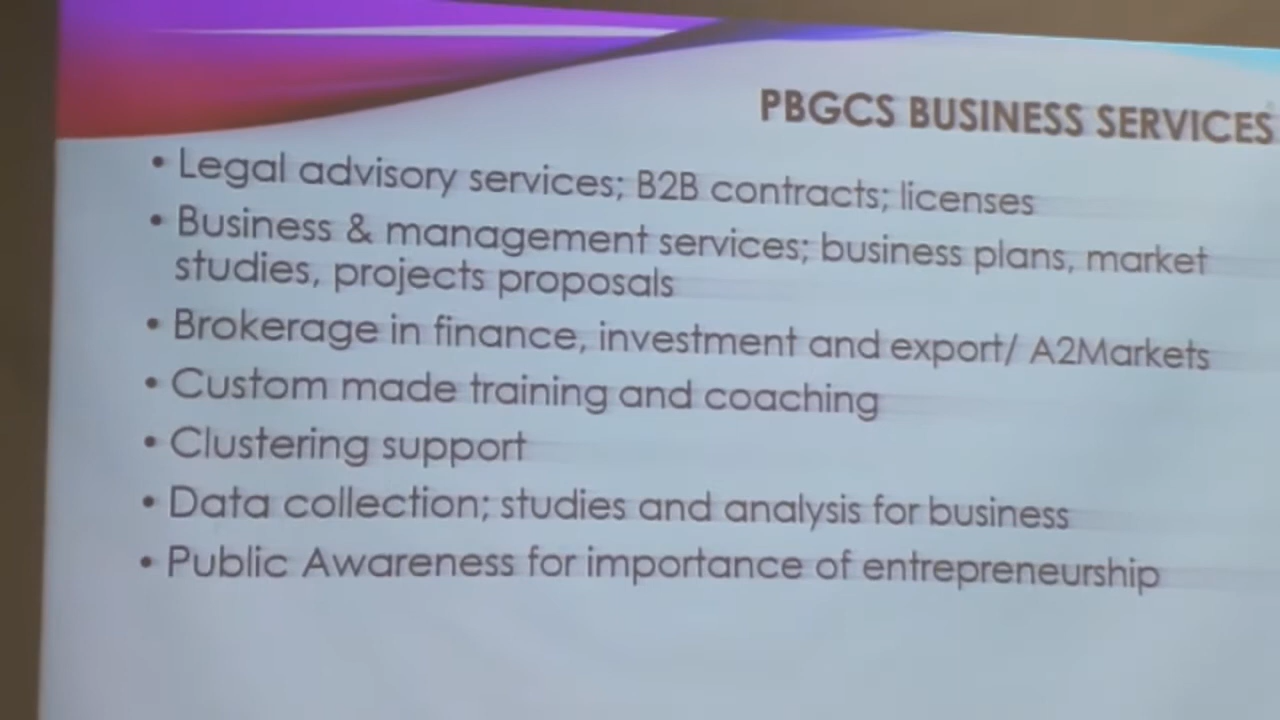 PBGCS BUSINESS SERVICES
• Legal advisory services; B2B contracts; licenses
• Business & management services; business plans, market
studies, projects proposals
• Brokerage in finance, investment and export/ A2Markets
• Custom made training and coaching
• Clustering support
• Data collection; studies and analysis for business
• Public Awareness for importance of entrepreneurship